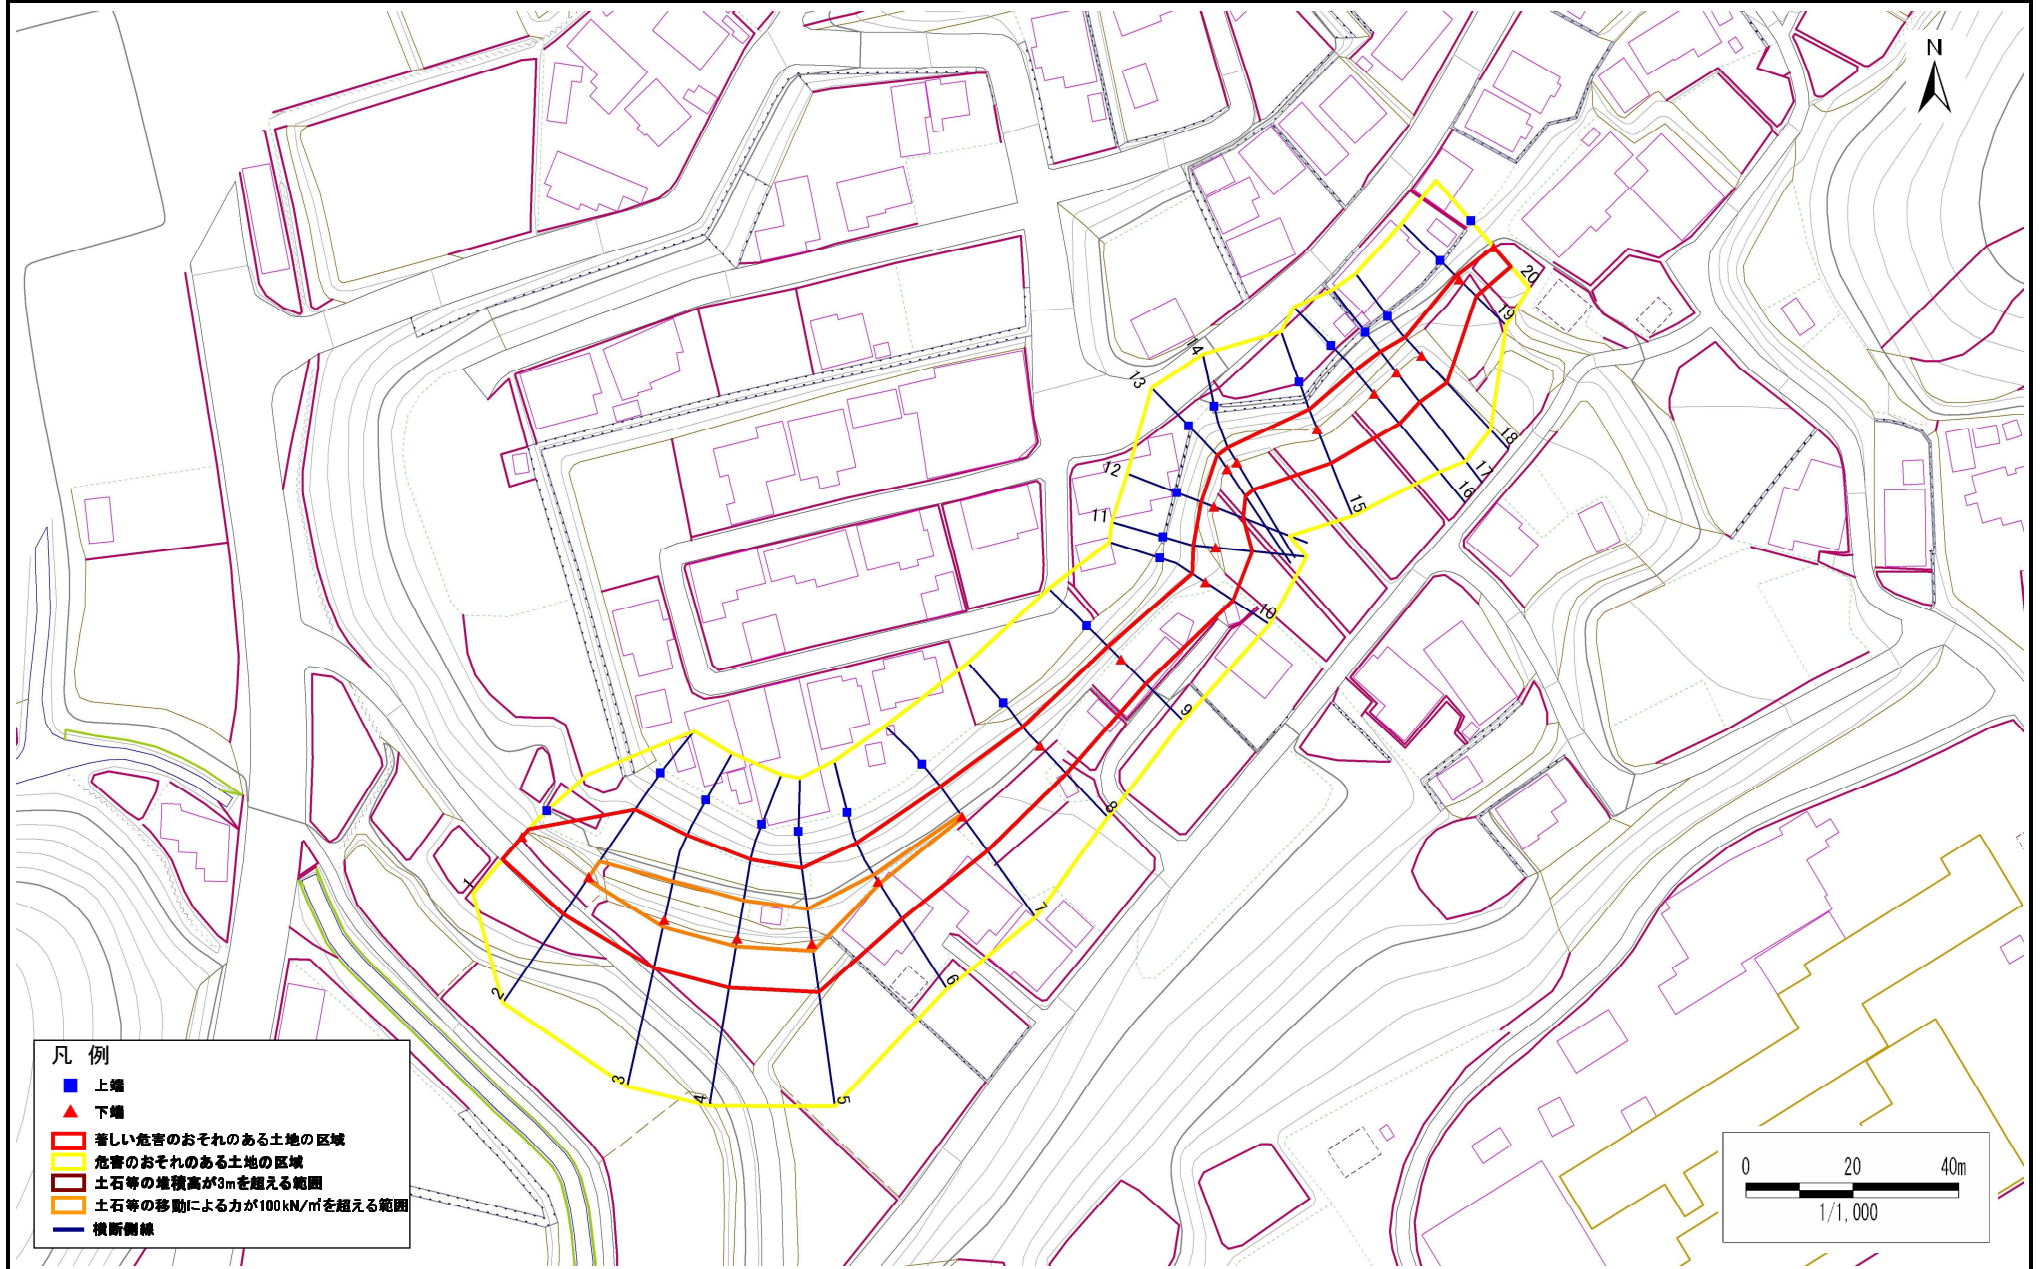 N
20
19
14
13
18
12
17
16
15
11
10
9
8
7
1
6
2
3
4
5
凡 例
上端
下端
著しい危害のおそれのある土地の区域
危害のおそれのある土地の区域
土石等の堆積高が3mを超える範囲
土石等の移動による力が100kN/㎡を超える範囲
横断側線
0 20 40m
1/1,000